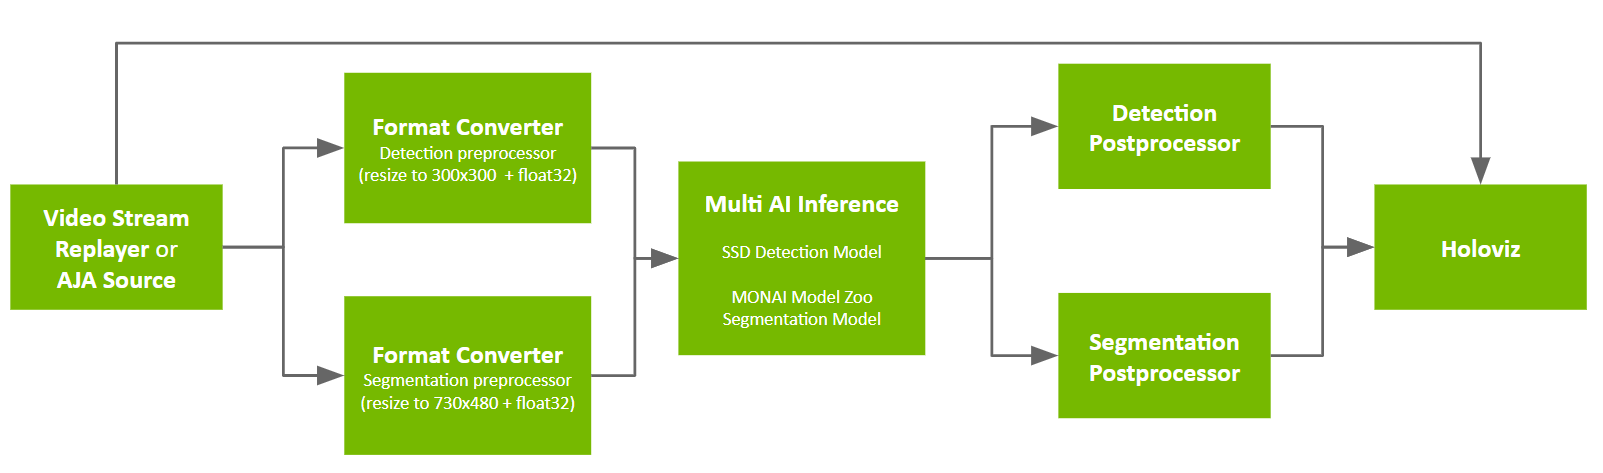 Video Stream
Replayer or
AJA Source
Format Converter
Detection preprocessor
(resize to 300x300 + float32)
Format Converter
Segmentation preprocessor
(resize to 730x480 + float32)
Multi AI Inference
SSD Detection Model
MONAI Model Zoo
Segmentation Model
Detection
Postprocessor
Segmentation
Postprocessor
Holoviz